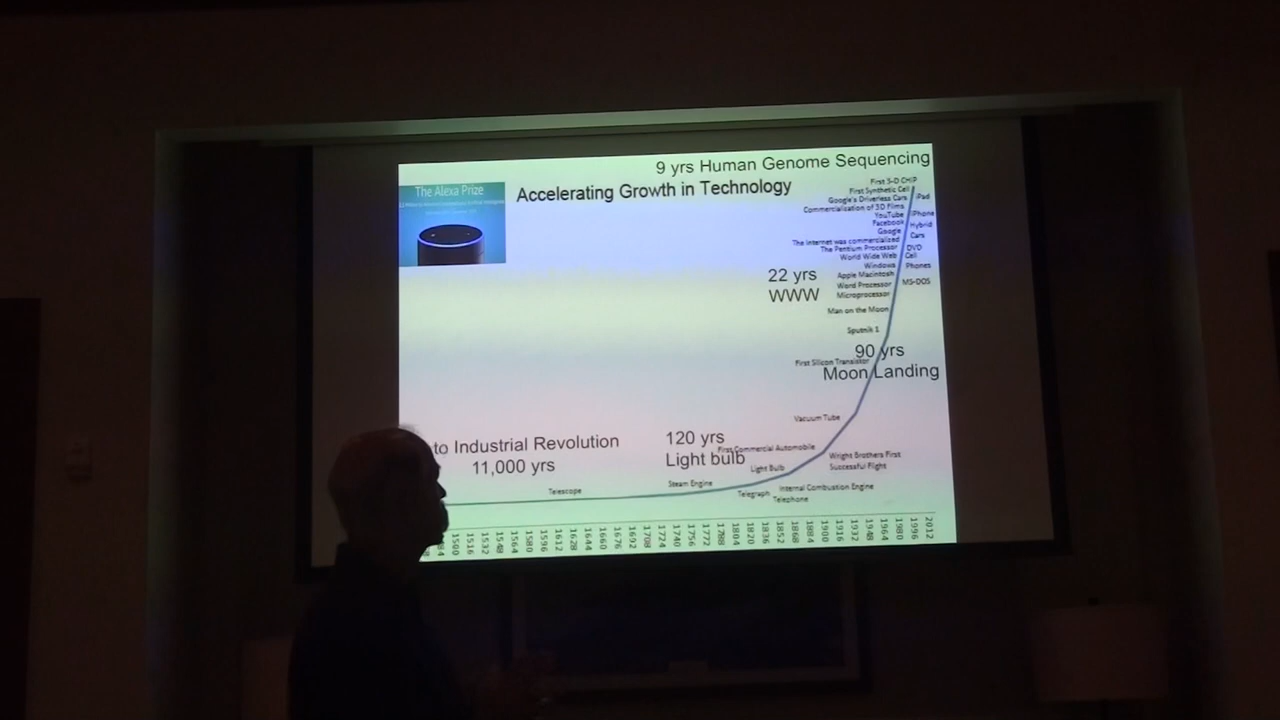 9 yrs Human Genome Sequencing
The Alexa Prize
Accelerating Growth in Technology
First 3-D CHIP
First Synthetic Cell
iPad
Google's Driverless Cars
Commercialisation of 3D Films
YouTube
iPhone
Facebook
Hybrid
Google
Cars
The Internet was commercialized
The Pentium Processor
DVD
World Wide Web
Cell
Windows
Phones
22 yrs
WWW
Apple Macintosh
Word Processor
MS-DOS
Microprocessor
Man on the Moon
Sputnik 1
90 yrs
First Silicon Transistor
Moon Landing
Vacuum Tube
to Industrial Revolution
11,000 yrs
120 yrs
Light bulb
First Commercial Automobile
Wright Brothers First
Successful Flight
Light Bulb
Telescope
Steam Engine
Telegraph
Internal Combustion Engine
Telephone
84 1500 1516 1532 1548 1564 1580 1596 1612 1628 1644 1660 1676 1692 1708 1724 1740 1756 1772 1788 1804 1820 1836 1852 1868 1884 1900 1916 1932 1948 1964 1980 1996 2012